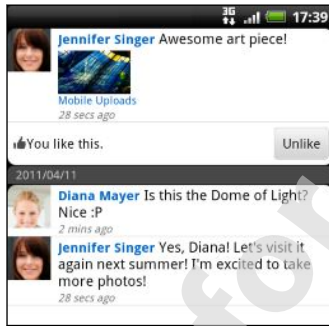 3G 17:39
Jennifer Singer Awesome art piece!
Mobile Uploads
28 secs ago
You like this. Unlike
2011/04/11
Diana Mayer Is this the Dome of Light?
Nice :P
2 mins ago
Jennifer Singer Yes, Diana! Let's visit it
again next summer! I'm excited to take
more photos!
28 secs ago
for